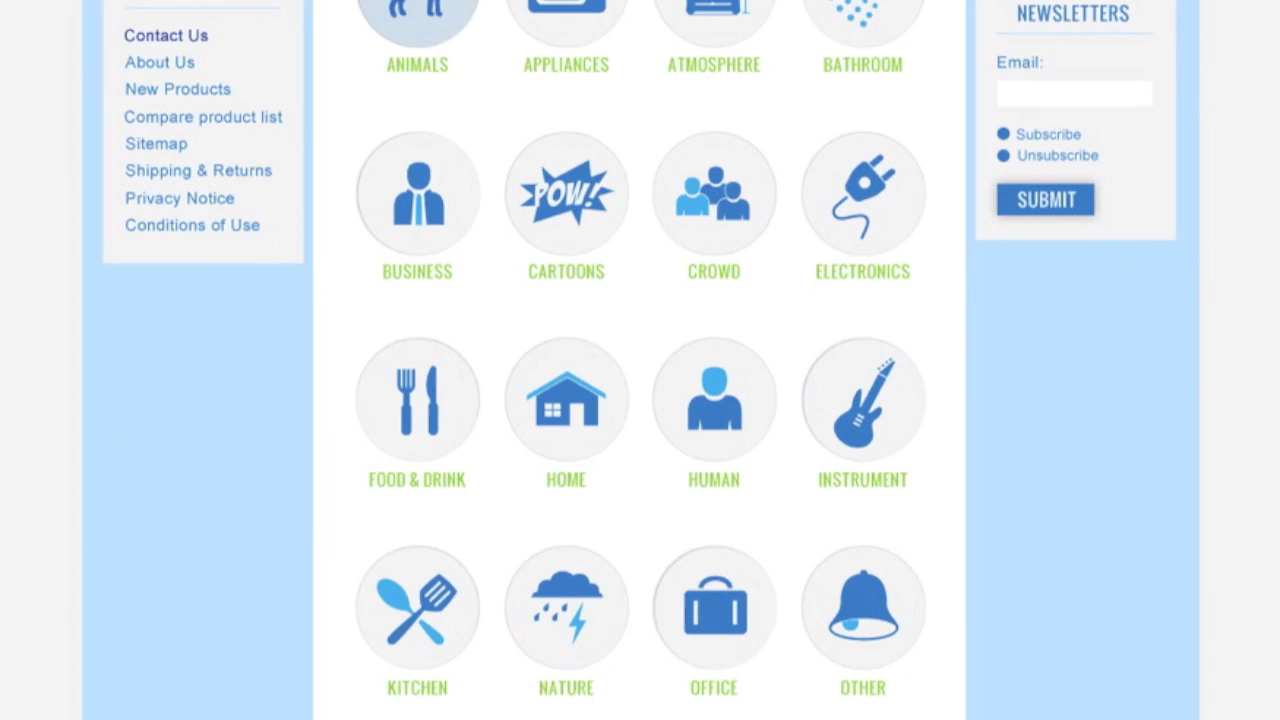 Contact Us
About Us
New Products
Compare product list
Sitemap
Shipping & Returns
Privacy Notice
Conditions of Use
ANIMALS
APPLIANCES
ATMOSPHERE
BATHROOM
POW!
BUSINESS
CARTOONS
CROWD
ELECTRONICS
FOOD & DRINK
HOME
HUMAN
INSTRUMENT
KITCHEN
NATURE
OFFICE
OTHER
NEWSLETTERS
Email:
Subscribe
Unsubscribe
SUBMIT